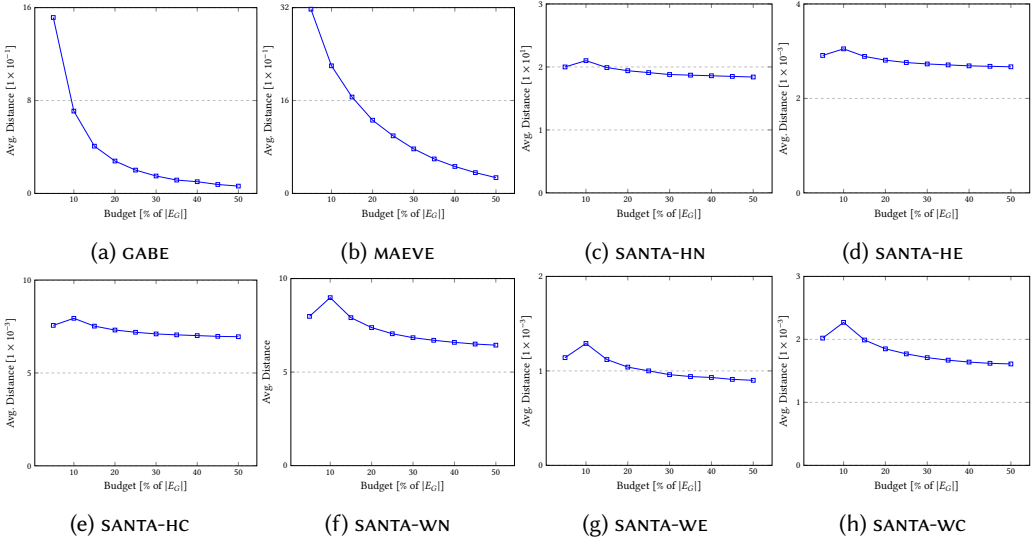 16
8
0
10 20 30 40 50
Budget [% of |E_G|]
Avg. Distance [1 × 10⁻¹]
(a) GABE
32
16
0
10 20 30 40 50
Budget [% of |E_G|]
Avg. Distance [1 × 10⁻¹]
(b) MAEVE
3
2
1
0
10 20 30 40 50
Budget [% of |E_G|]
Avg. Distance [1 × 10¹]
(c) SANTA-HN
4
2
0
10 20 30 40 50
Budget [% of |E_G|]
Avg. Distance [1 × 10⁻³]
(d) SANTA-HE
10
5
0
10 20 30 40 50
Budget [% of |E_G|]
Avg. Distance [1 × 10⁻³]
(e) SANTA-HC
10
5
0
10 20 30 40 50
Budget [% of |E_G|]
Avg. Distance
(f) SANTA-WN
2
1
0
10 20 30 40 50
Budget [% of |E_G|]
Avg. Distance [1 × 10⁻³]
(g) SANTA-WE
3
2
1
0
10 20 30 40 50
Budget [% of |E_G|]
Avg. Distance [1 × 10⁻³]
(h) SANTA-WC